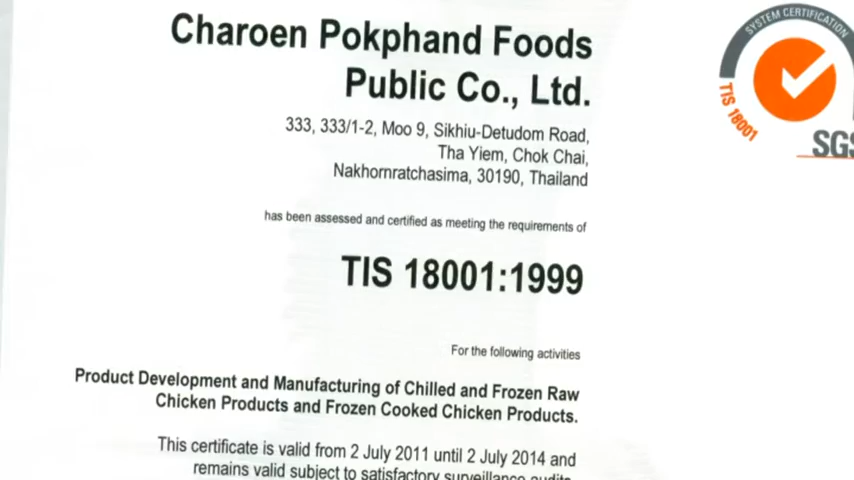 Charoen Pokphand Foods
Public Co., Ltd.
333, 333/1-2, Moo 9, Sikhiu-Detudom Road,
Tha Yiem, Chok Chai,
Nakhornratchasima, 30190, Thailand
has been assessed and certified as meeting the requirements of
TIS 18001:1999
For the following activities
Product Development and Manufacturing of Chilled and Frozen Raw
Chicken Products and Frozen Cooked Chicken Products.
This certificate is valid from 2 July 2011 until 2 July 2014 and
remains valid subject to satisfactory surveillance audits.
SYSTEM CERTIFICATION
TIS 18001
SGS